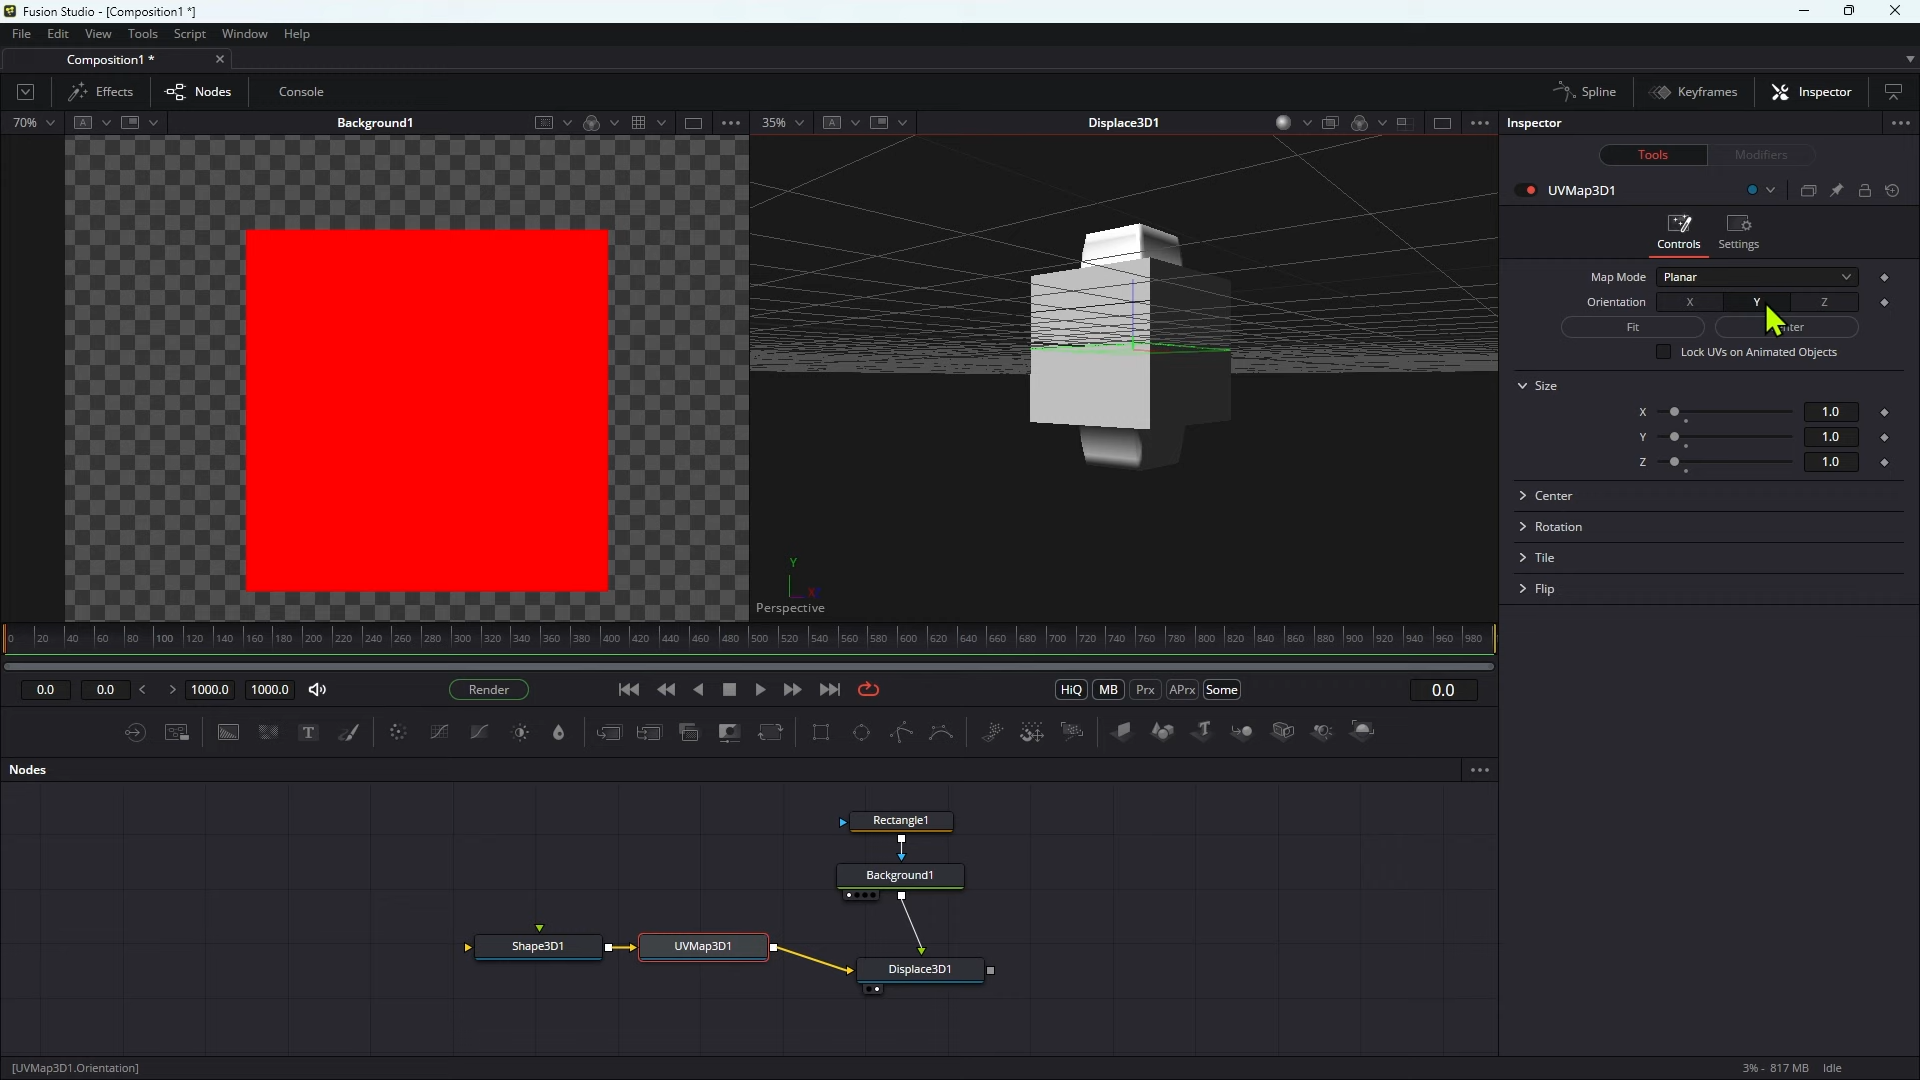 Fusion Studio - [Composition1 *]
File Edit View Tools Script Window Help
Composition1 *
Effects Nodes Console Spline Keyframes Inspector
70% A Background1 35% A Displace3D1 Inspector
Tools Modifiers
UVMap3D1
Controls Settings
Map Mode Planar
Orientation X Y Z
Fit
Lock UVs on Animated Objects
Size
X 1.0
Y 1.0
Z 1.0
Center
Rotation
Tile
Flip
Y
X
Perspective
0 20 40 60 80 100 120 140 160 180 200 220 240 260 280 300 320 340 360 380 400 420 440 460 480 500 520 540 560 580 600 620 640 660 680 700 720 740 760 780 800 820 840 860 880 900 920 940 960 980
0.0 0.0 < > 1000.0 1000.0 Render HiQ MB Prx APrx Some 0.0
T T
Nodes
Rectangle1
Background1
Shape3D1 UVMap3D1
Displace3D1
[UVMap3D1.Orientation] 3% - 817 MB Idle